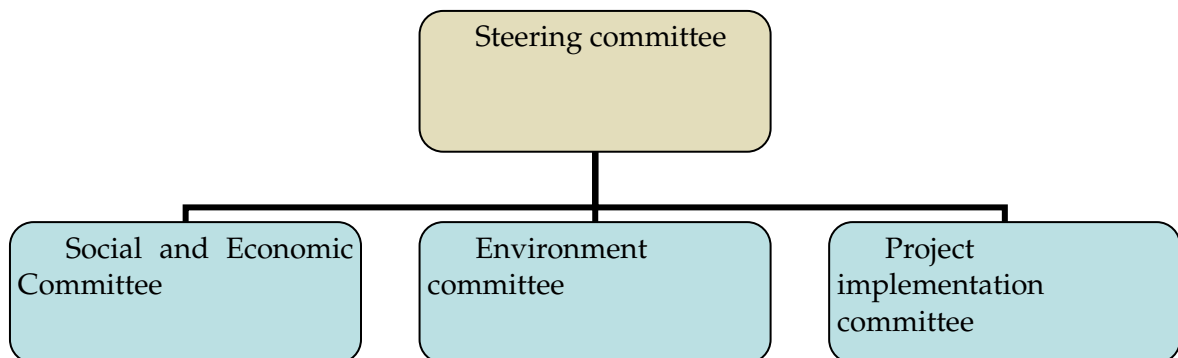 Steering committee
Social and Economic
Committee
Environment
committee
Project
implementation
committee